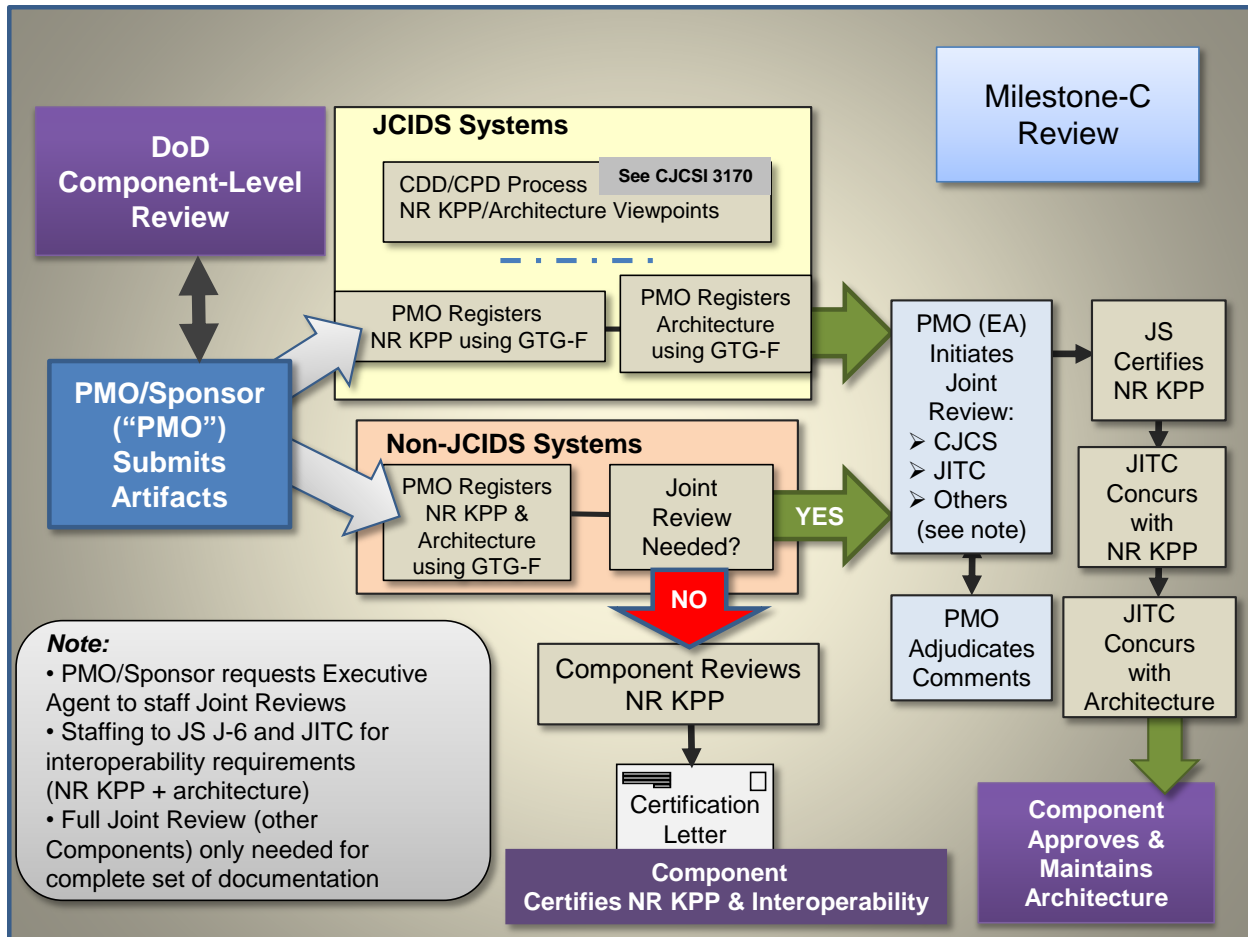 Milestone-C
Review
DoD
Component-Level
Review
JCIDS Systems
CDD/CPD Process
See CJCSI 3170
NR KPP/Architecture Viewpoints
PMO Registers
NR KPP using GTG-F
PMO Registers
Architecture
using GTG-F
PMO/Sponsor
(“PMO”)
Submits
Artifacts
Non-JCIDS Systems
PMO Registers
NR KPP &
Architecture
using GTG-F
Joint
Review
Needed?
YES
NO
PMO (EA)
Initiates
Joint
Review:
➢ CJCS
➢ JITC
➢ Others
(see note)
JS
Certifies
NR KPP
JITC
Concurs
with
NR KPP
PMO
Adjudicates
Comments
JITC
Concurs
with
Architecture
Component Reviews
NR KPP
Certification
Letter
Component
Certifies NR KPP & Interoperability
Component
Approves &
Maintains
Architecture
Note:
• PMO/Sponsor requests Executive
Agent to staff Joint Reviews
• Staffing to JS J-6 and JITC for
interoperability requirements
(NR KPP + architecture)
• Full Joint Review (other
Components) only needed for
complete set of documentation